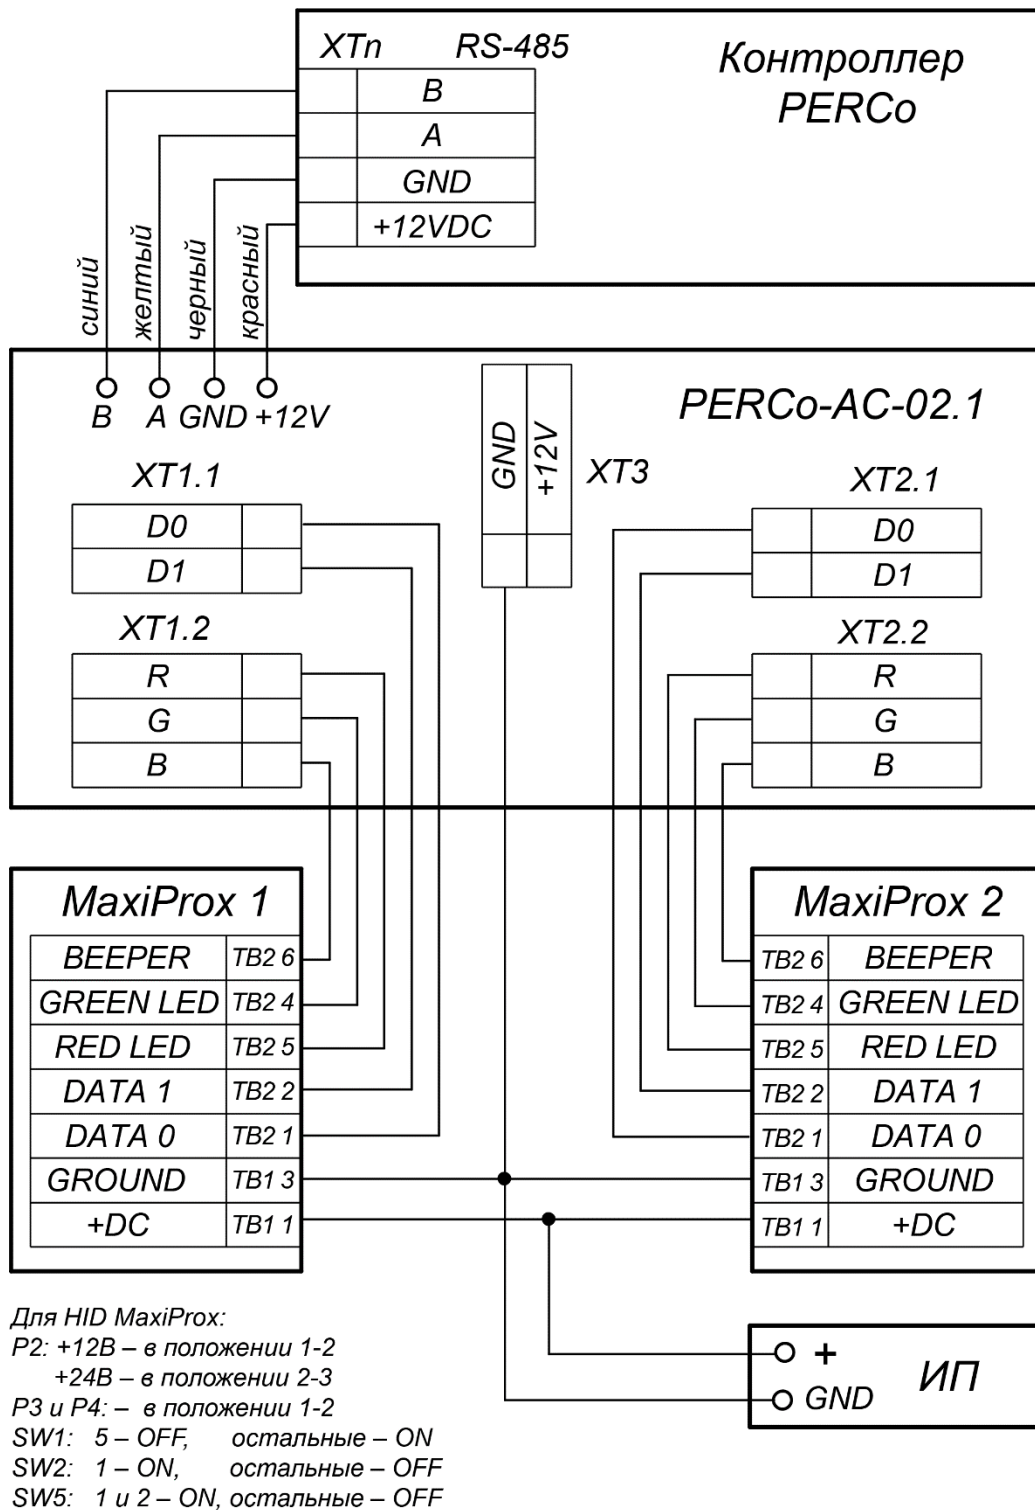 XTn RS-485
Контроллер
PERCo
B
A
GND
+12VDC
синий
желтый
черный
красный
B A GND +12V
GND
+12V
XT3
PERCo-AC-02.1
XT1.1
D0
D1
XT1.2
R
G
B
XT2.1
D0
D1
XT2.2
R
G
B
MaxiProx 1
BEEPER TB2 6
GREEN LED TB2 4
RED LED TB2 5
DATA 1 TB2 2
DATA 0 TB2 1
GROUND TB1 3
+DC TB1 1
MaxiProx 2
TB2 6 BEEPER
TB2 4 GREEN LED
TB2 5 RED LED
TB2 2 DATA 1
TB2 1 DATA 0
TB1 3 GROUND
TB1 1 +DC
Для HID MaxiProx:
P2: +12В – в положении 1-2
+24В – в положении 2-3
P3 и P4: – в положении 1-2
SW1: 5 – OFF, остальные – ON
SW2: 1 – ON, остальные – OFF
SW5: 1 и 2 – ON, остальные – OFF
+
GND
ИП